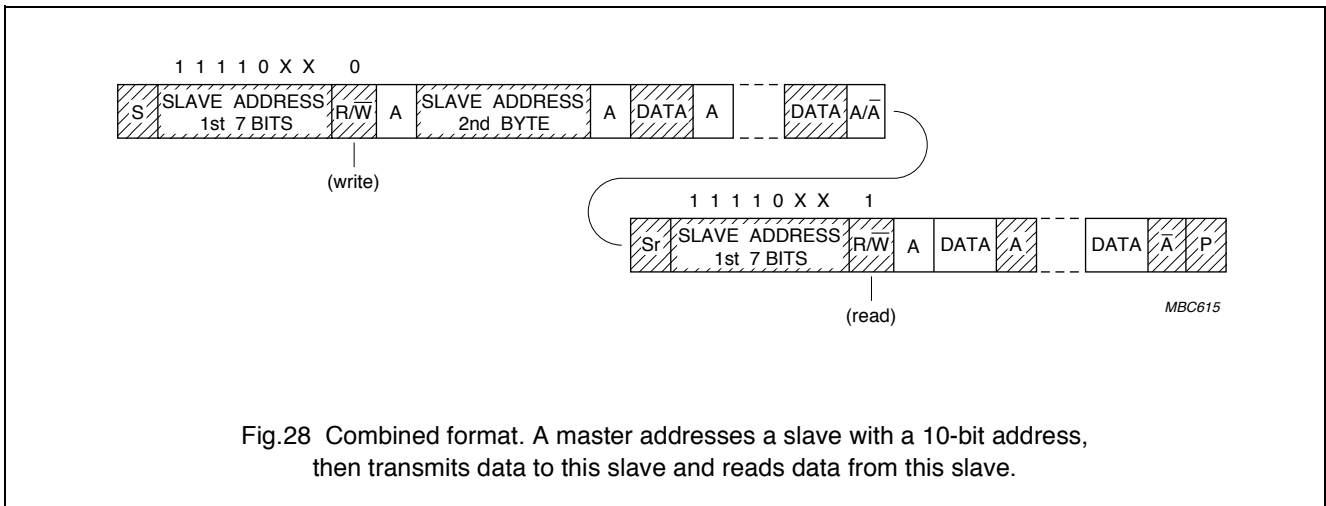 1 1 1 1 0 X X 0
S SLAVE ADDRESS 1st 7 BITS R/W̅ A SLAVE ADDRESS 2nd BYTE A DATA A DATA A/A̅
(write)
1 1 1 1 0 X X 1
Sr SLAVE ADDRESS 1st 7 BITS R/W̅ A DATA A DATA A̅ P
(read)
MBC615
Fig.28 Combined format. A master addresses a slave with a 10-bit address,
then transmits data to this slave and reads data from this slave.